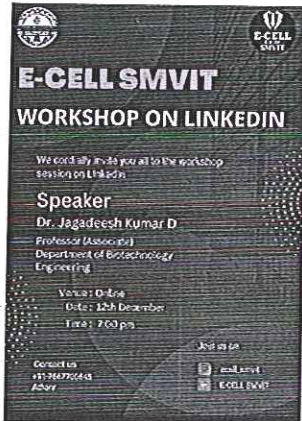 E-CELL
SMVIT
E-CELL SMVIT
WORKSHOP ON LINKEDIN
We cordially invite you all to the workshop
session on LinkedIn
Speaker
Dr. Jagadeesh Kumar D
Professor (Associate)
Department of Biotechnology
Engineering
Venue : Online
Date : 12th December
Time : 7:00 pm
Join us on
Contact us
E-CELL SMVIT